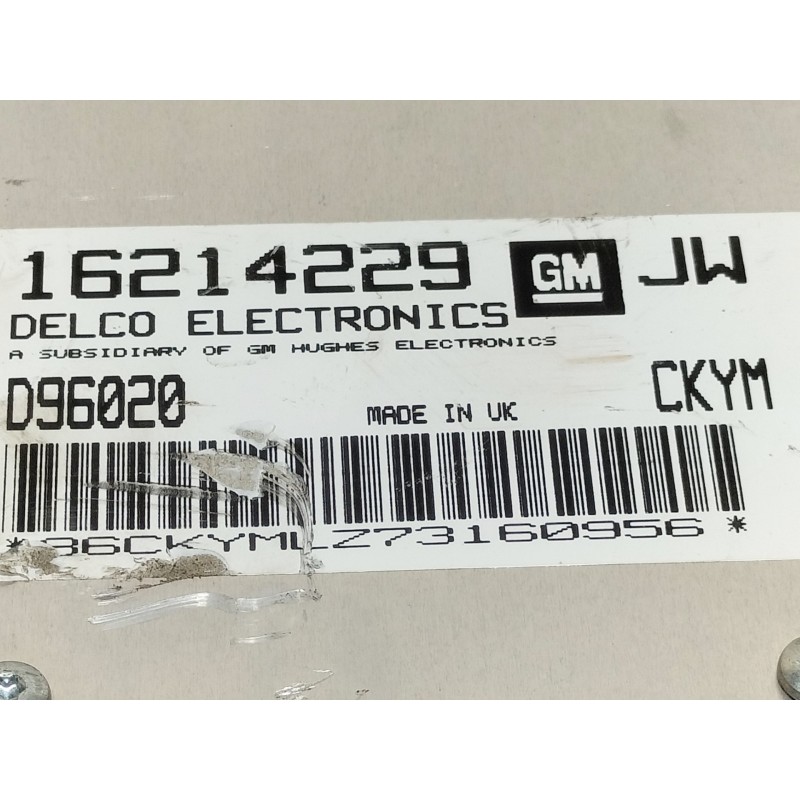 16214229 GM JW
DELCO ELECTRONICS
A SUBSIDIARY OF GM HUGHES ELECTRONICS
D96020 MADE IN UK CKYM
*86CKYMLZ73160956*